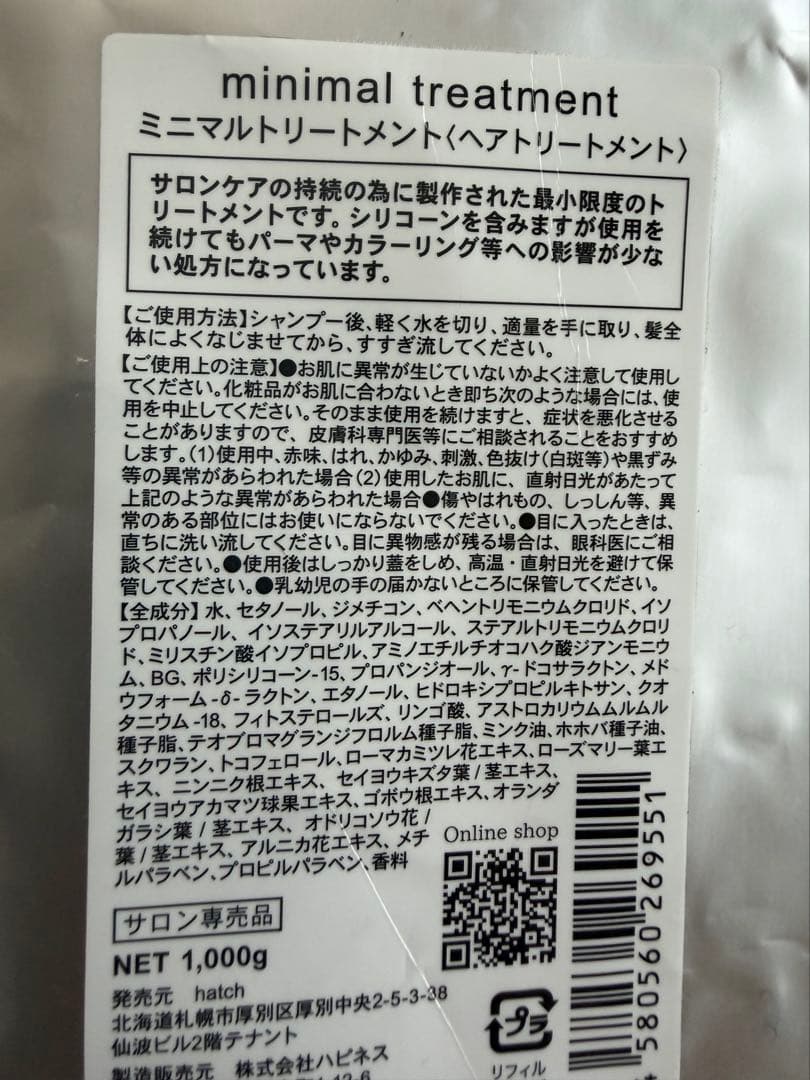 minimal treatment
ミニマルトリートメント〈ヘアトリートメント〉
サロンケアの持続の為に製作された最小限度のト
リートメントです。シリコーンを含みますが使用を
続けてもパーマやカラーリング等への影響が少な
い処方になっています。
【ご使用方法】シャンプー後、軽く水を切り、適量を手に取り、髪全
体によくなじませてから、すすぎ流してください。
【ご使用上の注意】●お肌に異常が生じていないかよく注意して使用し
てください。化粧品がお肌に合わないとき即ち次のような場合には、使
用を中止してください。そのまま使用を続けますと、症状を悪化させる
ことがありますので、皮膚科専門医等にご相談されることをおすすめ
します。(1)使用中、赤味、はれ、かゆみ、刺激、色抜け(白斑等)や黒ずみ
等の異常があらわれた場合(2)使用したお肌に、直射日光があたって
上記のような異常があらわれた場合●傷やはれもの、しっしん等、異
常のある部位にはお使いにならないでください。●目に入ったときは、
直ちに洗い流してください。目に異物感が残る場合は、眼科医にご相
談ください。●使用後はしっかり蓋をしめ、高温・直射日光を避けて保
管してください。●乳幼児の手の届かないところに保管してください。
【全成分】水、セタノール、ジメチコン、ベヘントリモニウムクロリド、イソ
プロパノール、イソステアリルアルコール、ステアルトリモニウムクロリ
ド、ミリスチン酸イソプロピル、アミノエチルチオコハク酸ジアンモニウ
ム、BG、ポリシリコーン-15、プロパンジオール、γ-ドコサラクトン、メド
ウフォーム-δ-ラクトン、エタノール、ヒドロキシプロピルキトサン、クオ
タニウム-18、フィトステロールズ、リンゴ酸、アストロカリウムムルムル
種子脂、テオブロマグランジフロルム種子脂、ミンク油、ホホバ種子油、
スクワラン、トコフェロール、ローマカミツレ花エキス、ローズマリー葉エ
キス、ニンニク根エキス、セイヨウキズタ葉/茎エキス、
セイヨウアカマツ球果エキス、ゴボウ根エキス、オランダ
ガラシ葉/茎エキス、オドリコソウ花/
葉/茎エキス、アルニカ花エキス、メチ
ルパラベン、プロピルパラベン、香料
Online shop
サロン専売品
NET 1,000g
発売元 hatch
北海道札幌市厚別区厚別中央2-5-3-38
仙波ビル2階テナント
製造販売元 株式会社ハピネス
プラ
リフィル
580560269551